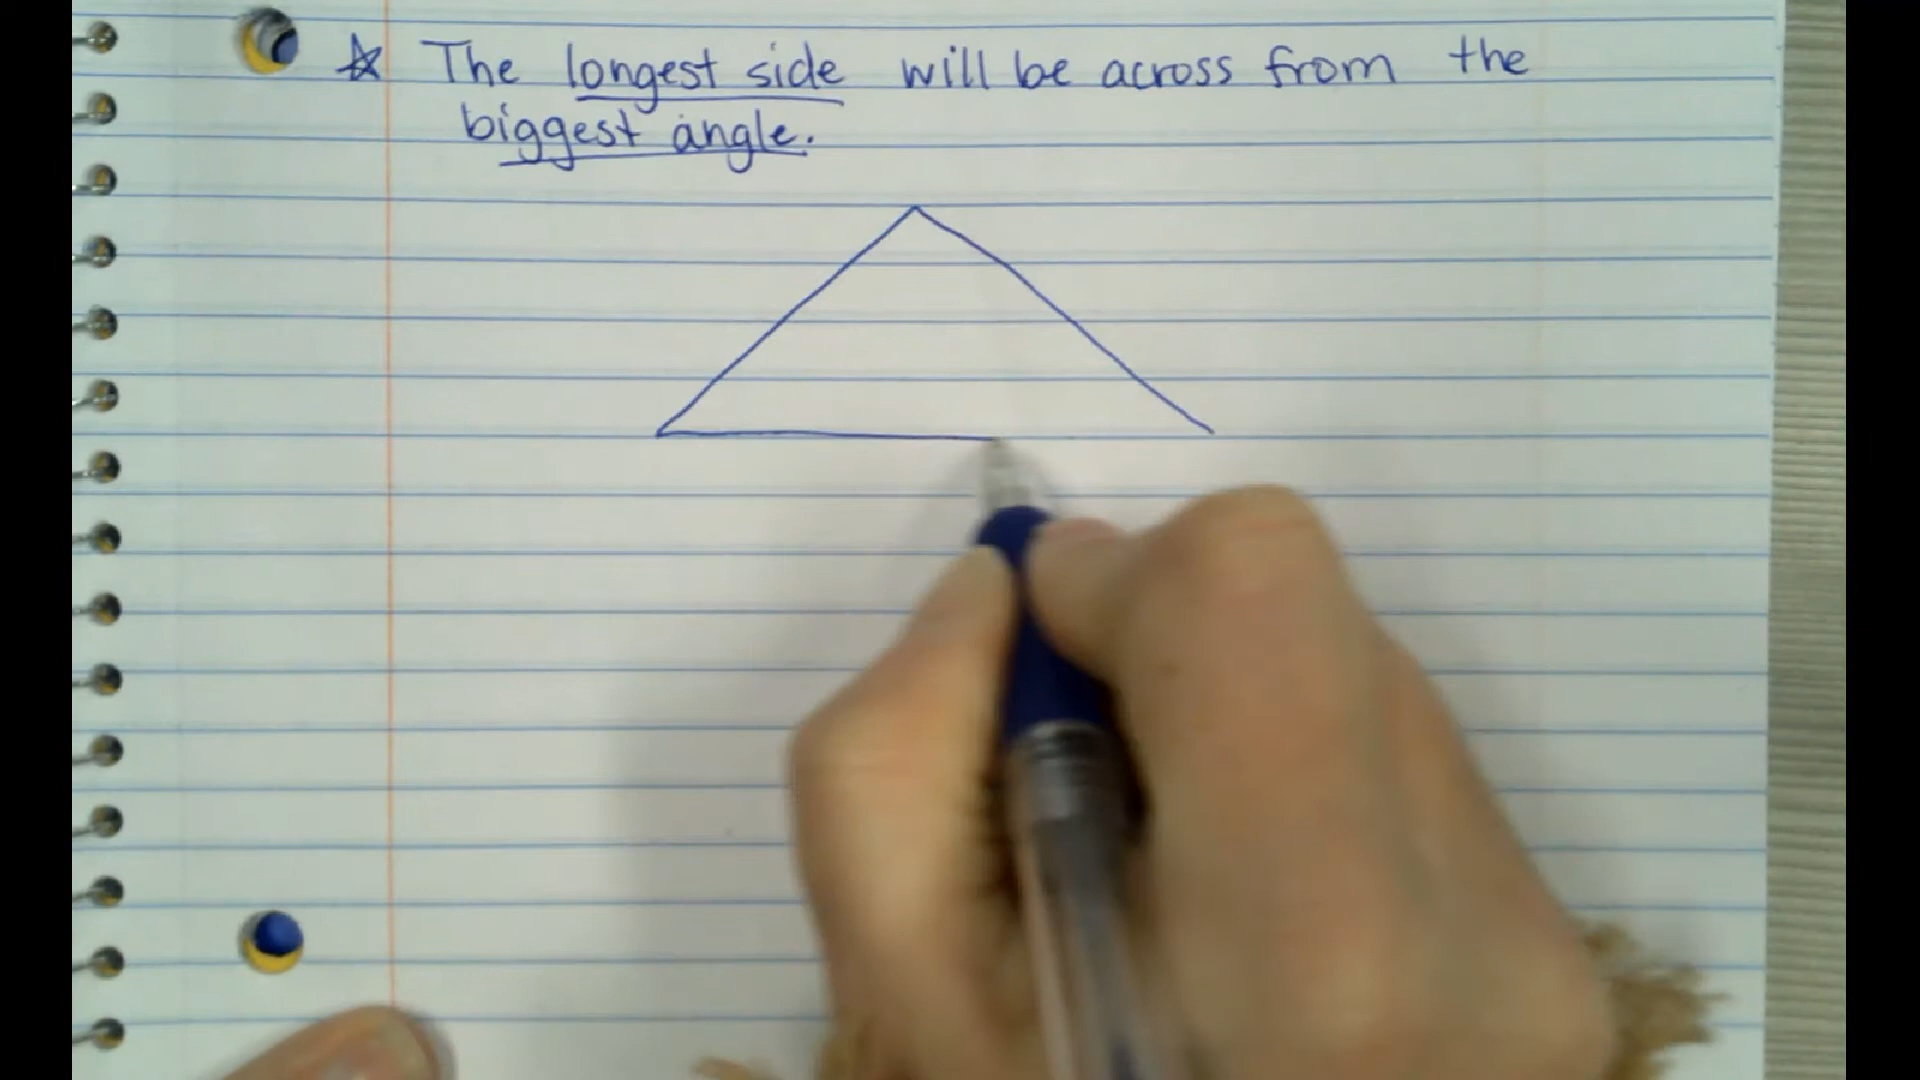 ☆ The longest side will be across from the
biggest angle.